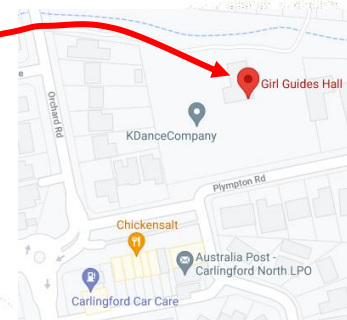 Girl Guides Hall
Orchard Rd
KDanceCompany
Plympton Rd
Chickensalt
Australia Post -
Carlingford North LPO
Carlingford Car Care